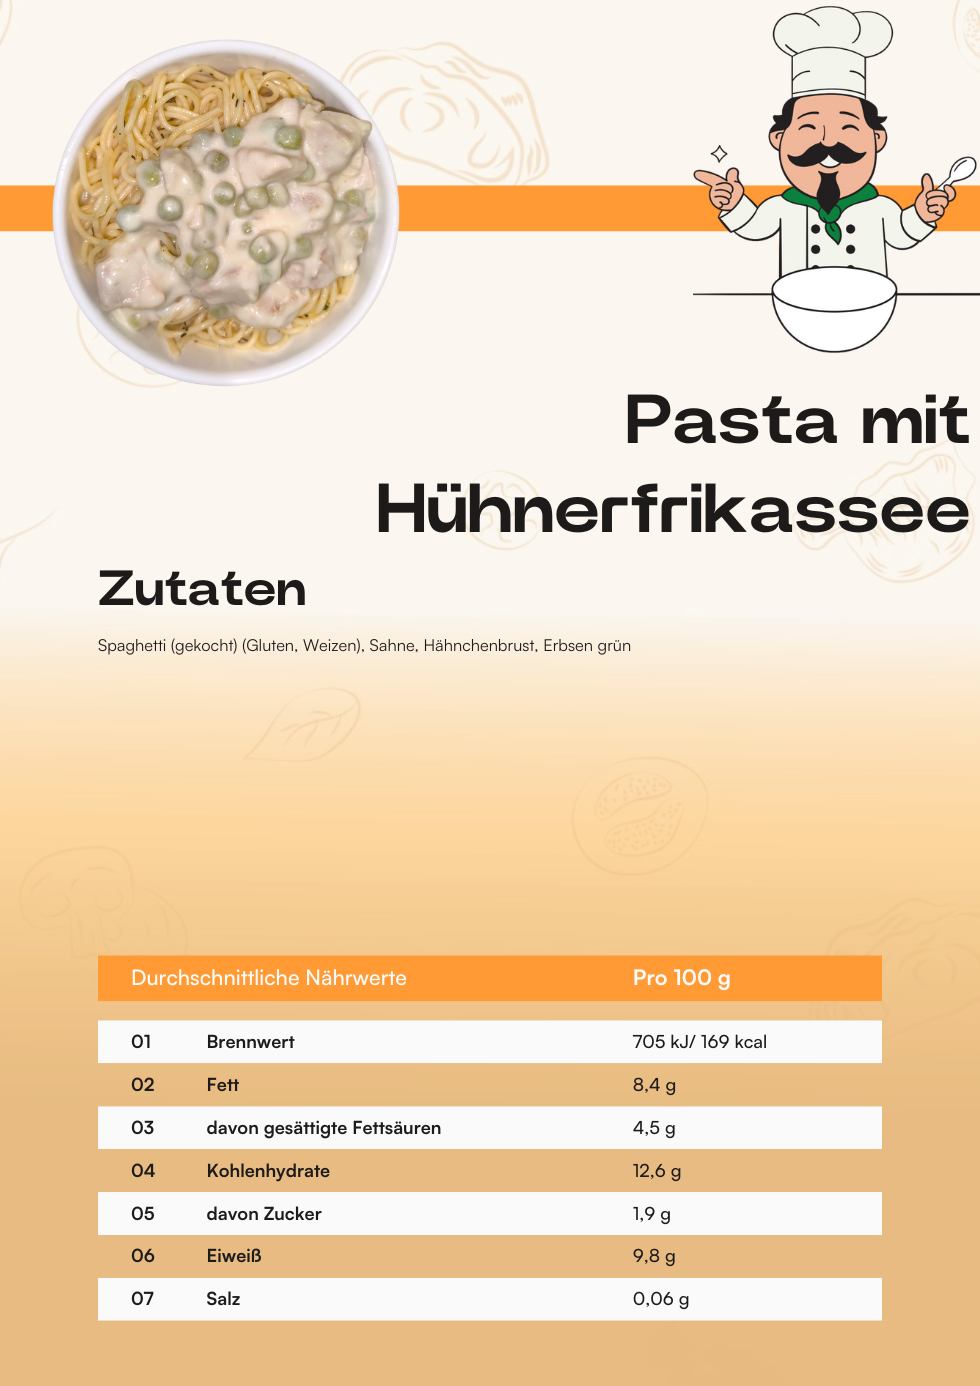 Pasta mit
Hühnerfrikassee
Zutaten
Spaghetti (gekocht) (Gluten, Weizen), Sahne, Hähnchenbrust, Erbsen grün
Durchschnittliche Nährwerte Pro 100 g
01 Brennwert 705 kJ/ 169 kcal
02 Fett 8,4 g
03 davon gesättigte Fettsäuren 4,5 g
04 Kohlenhydrate 12,6 g
05 davon Zucker 1,9 g
06 Eiweiß 9,8 g
07 Salz 0,06 g